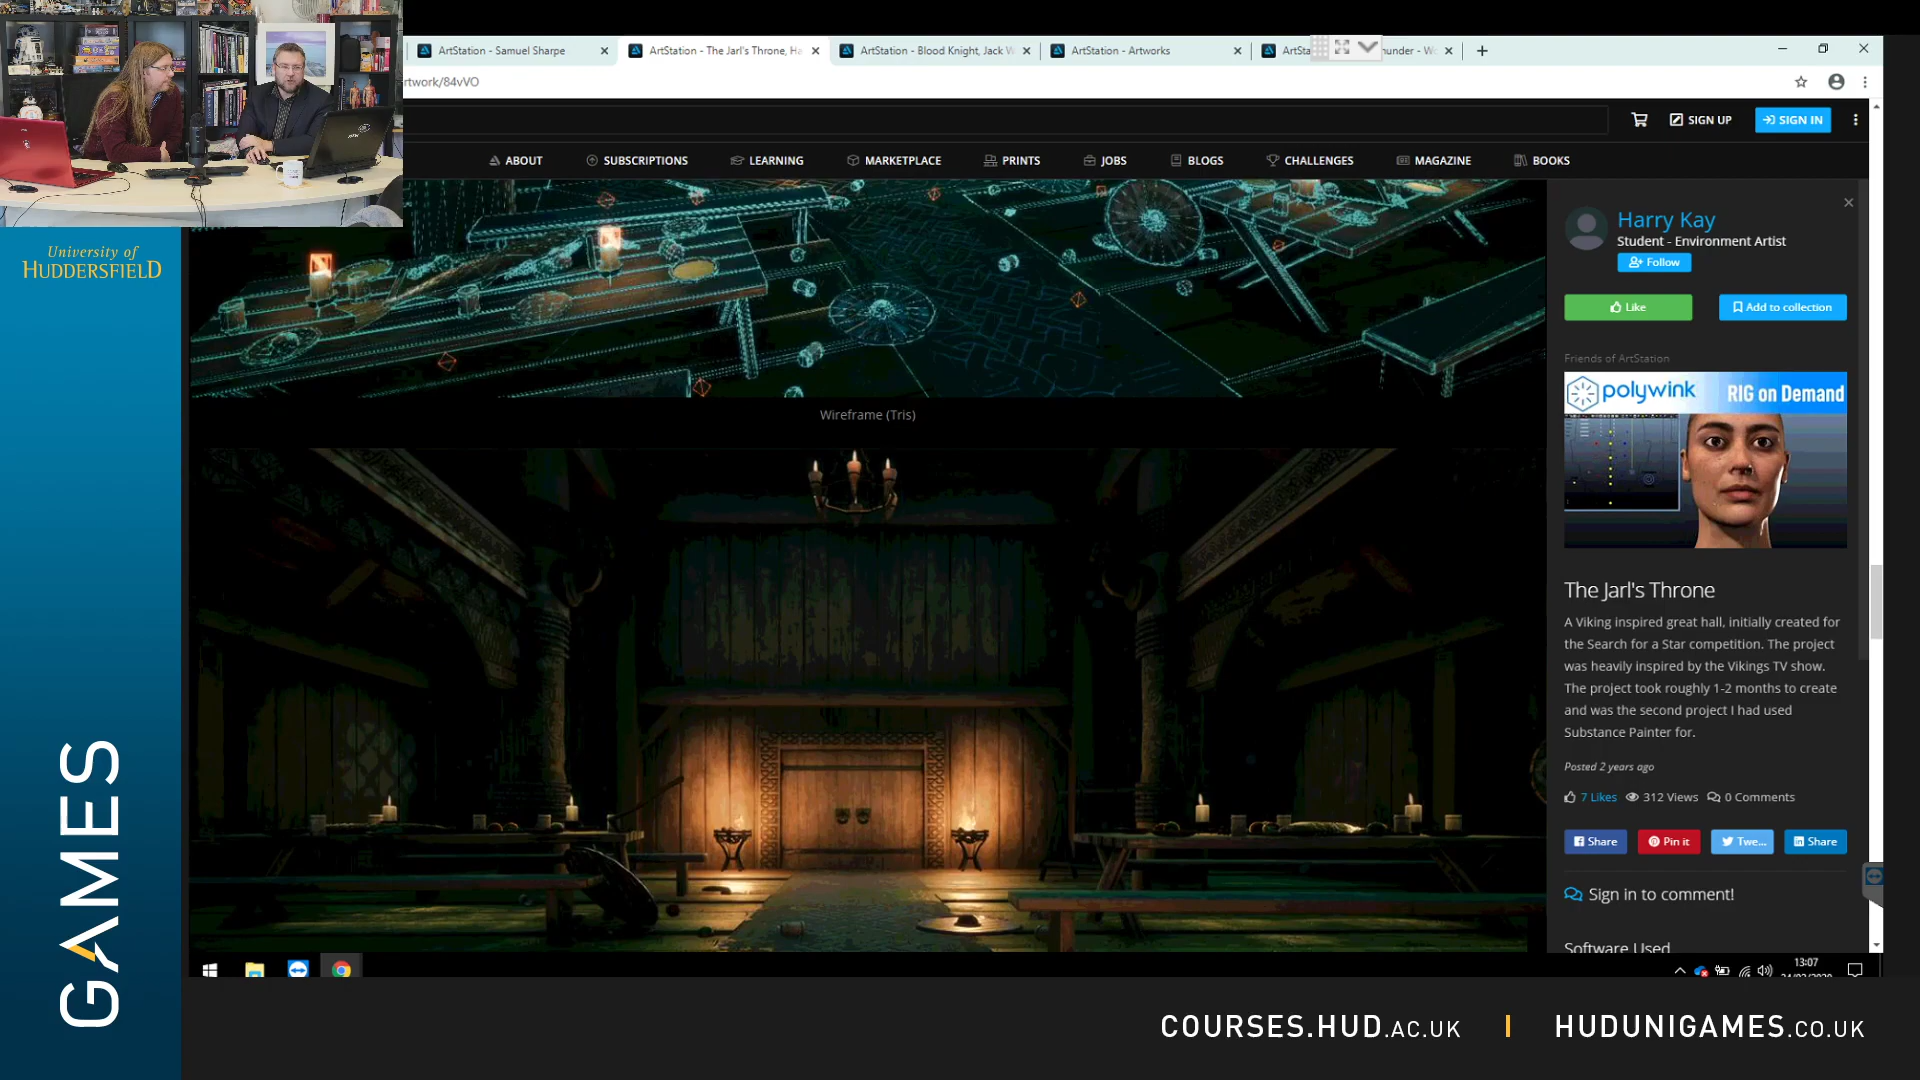 ArtStation - Samuel Sharpe
ArtStation - The Jarl's Throne, Ha
ArtStation - Blood Knight, Jack W
ArtStation - Artworks
ArtSta
hunder - Wo
rtwork/84vVO
SIGN UP
SIGN IN
ABOUT
SUBSCRIPTIONS
LEARNING
MARKETPLACE
PRINTS
JOBS
BLOGS
CHALLENGES
MAGAZINE
BOOKS
University of
HUDDERSFIELD
GAMES
Wireframe (Tris)
Harry Kay
Student - Environment Artist
Follow
Like
Add to collection
Friends of ArtStation
polywink
RIG on Demand
The Jarl's Throne
A Viking inspired great hall, initially created for
the Search for a Star competition. The project
was heavily inspired by the Vikings TV show.
The project took roughly 1-2 months to create
and was the second project I had used
Substance Painter for.
Posted 2 years ago
7 Likes
312 Views
0 Comments
Share
Pin it
Twe...
Share
Sign in to comment!
Software Used
13:07
COURSES.HUD.AC.UK
HUDUNIGAMES.CO.UK